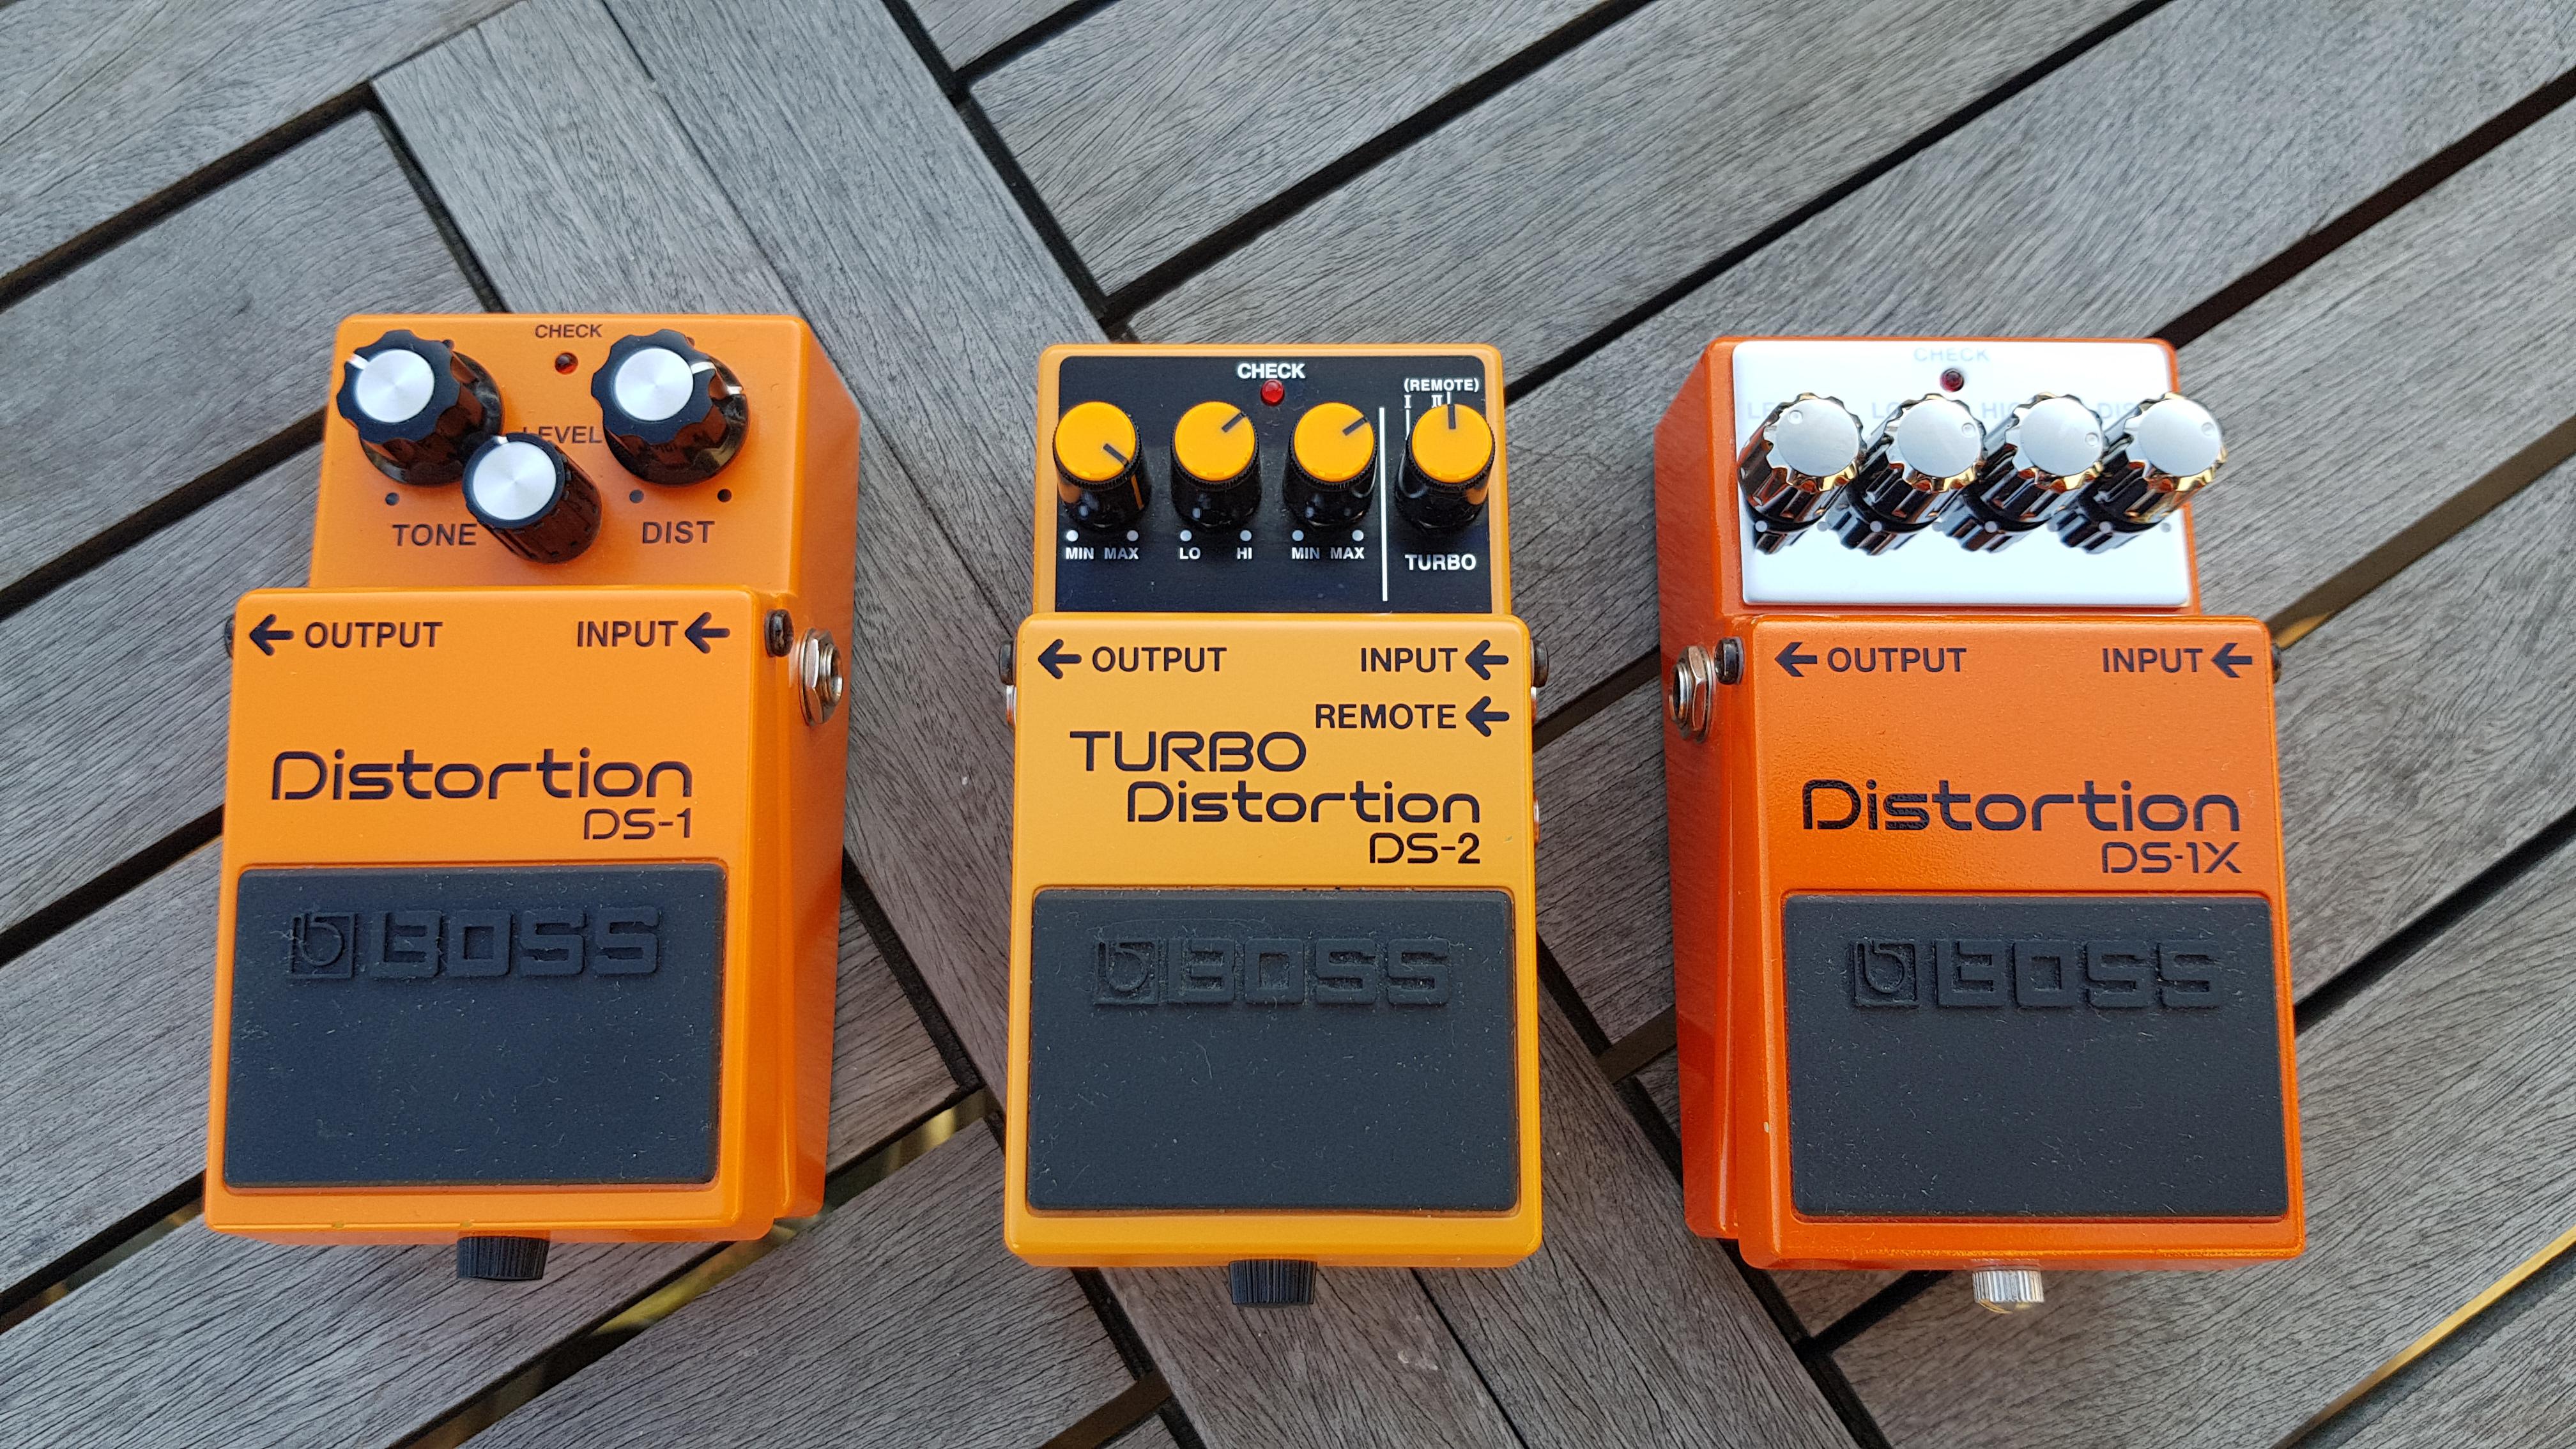 CHECK
LEVEL
TONE
DIST
← OUTPUT INPUT ←
Distortion
DS-1
BOSS
CHECK
(REMOTE)
I II
MIN MAX
LO HI
MIN MAX
TURBO
← OUTPUT INPUT ←
REMOTE ←
TURBO
Distortion
DS-2
BOSS
CHECK
← OUTPUT INPUT ←
Distortion
DS-1X
BOSS